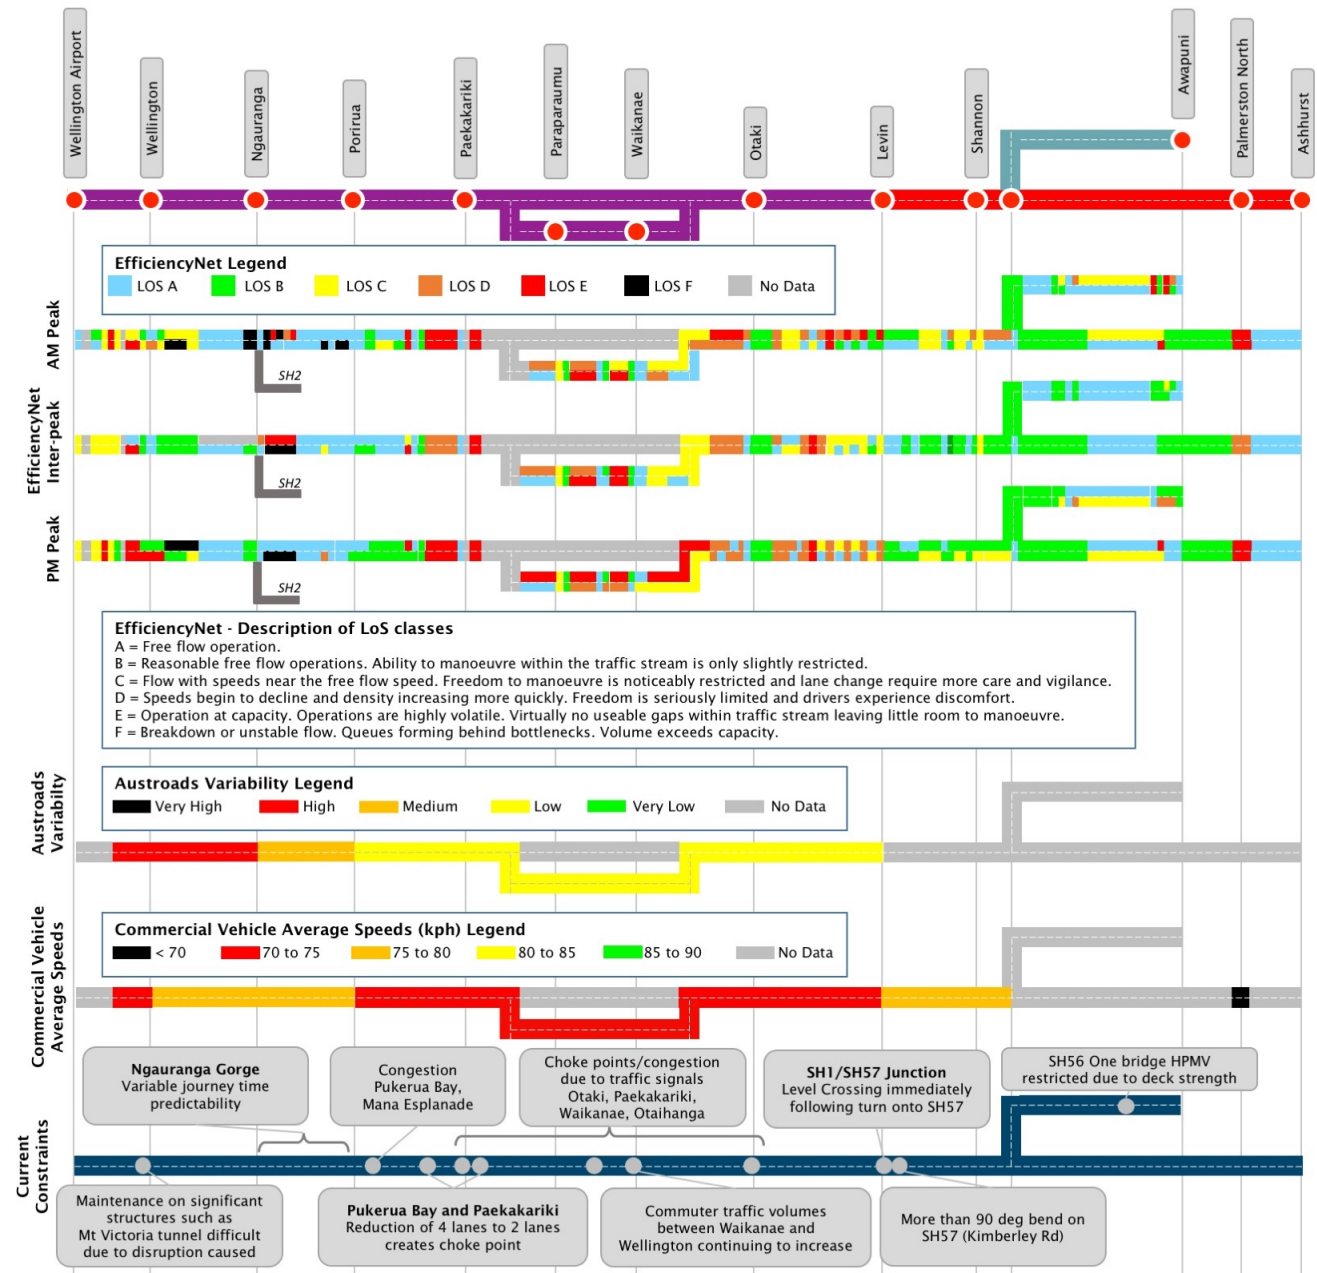 Wellington Airport
Wellington
Ngauranga
Porirua
Paekakariki
Paraparaumu
Waikanae
Otaki
Levin
Shannon
Awapuni
Palmerston North
Ashhurst
EfficiencyNet Legend
LOS A
LOS B
LOS C
LOS D
LOS E
LOS F
No Data
AM Peak
SH2
EfficiencyNet
Inter-peak
SH2
PM Peak
SH2
EfficiencyNet - Description of LoS classes
A = Free flow operation.
B = Reasonable free flow operations. Ability to manoeuvre within the traffic stream is only slightly restricted.
C = Flow with speeds near the free flow speed. Freedom to manoeuvre is noticeably restricted and lane change require more care and vigilance.
D = Speeds begin to decline and density increasing more quickly. Freedom is seriously limited and drivers experience discomfort.
E = Operation at capacity. Operations are highly volatile. Virtually no useable gaps within traffic stream leaving little room to manoeuvre.
F = Breakdown or unstable flow. Queues forming behind bottlenecks. Volume exceeds capacity.
Austroads
Variabilty
Austroads Variability Legend
Very High
High
Medium
Low
Very Low
No Data
Commercial Vehicle
Average Speeds
Commercial Vehicle Average Speeds (kph) Legend
< 70
70 to 75
75 to 80
80 to 85
85 to 90
No Data
Current
Constraints
Ngauranga Gorge
Variable journey time
predictability
Congestion
Pukerua Bay,
Mana Esplanade
Choke points/congestion
due to traffic signals
Otaki, Paekakariki,
Waikanae, Otaihanga
SH1/SH57 Junction
Level Crossing immediately
following turn onto SH57
SH56 One bridge HPMV
restricted due to deck strength
Maintenance on significant
structures such as
Mt Victoria tunnel difficult
due to disruption caused
Pukerua Bay and Paekakariki
Reduction of 4 lanes to 2 lanes
creates choke point
Commuter traffic volumes
between Waikanae and
Wellington continuing to increase
More than 90 deg bend on
SH57 (Kimberley Rd)